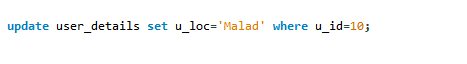 update user_details set u_loc='Malad' where u_id=10;